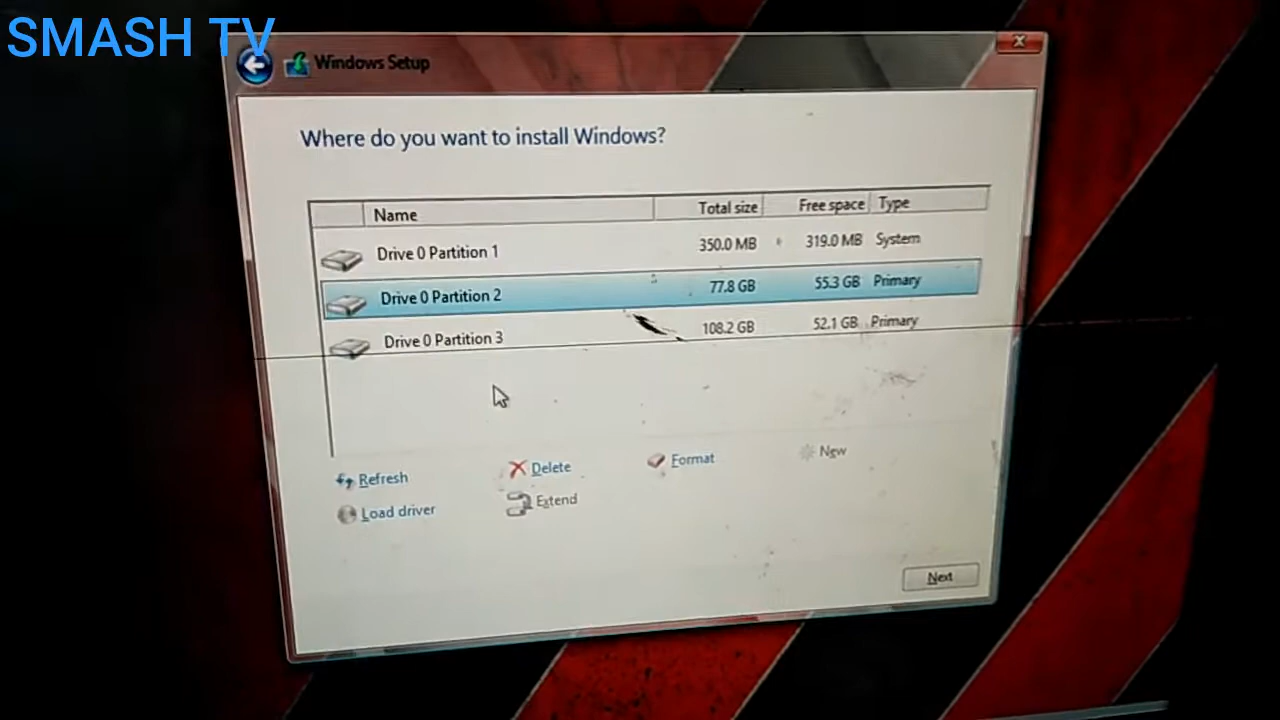 SMASH TV
Windows Setup
Where do you want to install Windows?
Name Total size Free space Type
Drive 0 Partition 1 350.0 MB 319.0 MB System
Drive 0 Partition 2 77.8 GB 55.3 GB Primary
Drive 0 Partition 3 108.2 GB 52.1 GB Primary
Refresh Delete Format New
Load driver Extend
Next